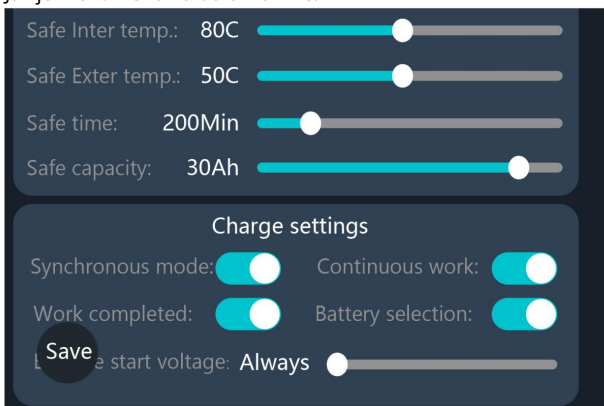 Safe Inter temp.: 80C
Safe Exter temp.: 50C
Safe time: 200Min
Safe capacity: 30Ah
Charge settings
Synchronous mode: Continuous work:
Work completed: Battery selection:
Save start voltage: Always